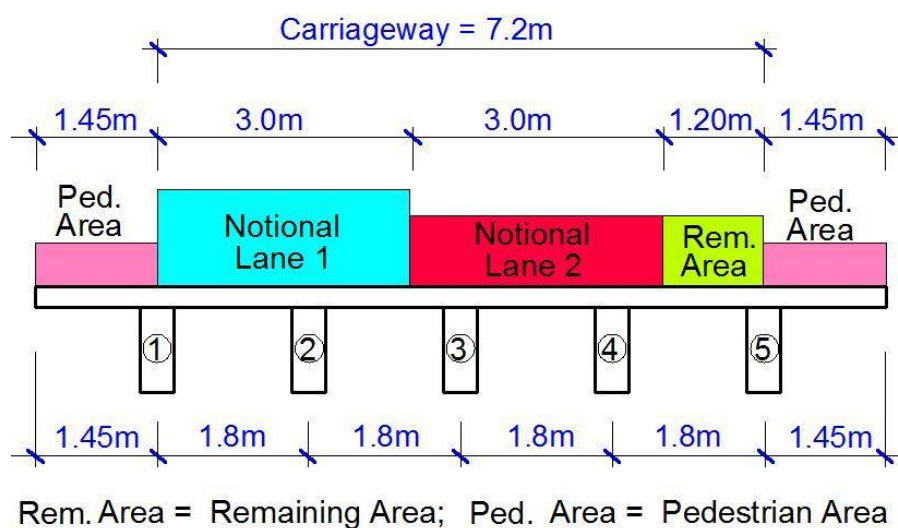 Carriageway = 7.2m
1.45m 3.0m 3.0m 1.20m 1.45m
Ped.
Area
Notional
Lane 1
Notional
Lane 2
Rem.
Area
Ped.
Area
1 2 3 4 5
1.45m 1.8m 1.8m 1.8m 1.8m 1.45m
Rem. Area = Remaining Area; Ped. Area = Pedestrian Area